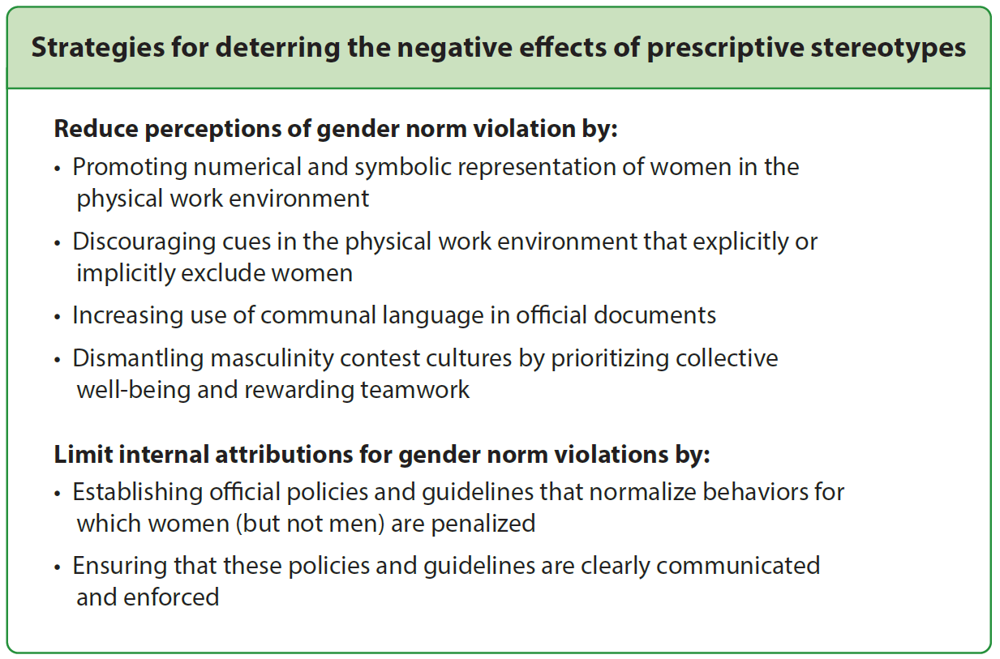 Strategies for deterring the negative effects of prescriptive stereotypes
Reduce perceptions of gender norm violation by:
• Promoting numerical and symbolic representation of women in the
physical work environment
• Discouraging cues in the physical work environment that explicitly or
implicitly exclude women
• Increasing use of communal language in official documents
• Dismantling masculinity contest cultures by prioritizing collective
well-being and rewarding teamwork
Limit internal attributions for gender norm violations by:
• Establishing official policies and guidelines that normalize behaviors for
which women (but not men) are penalized
• Ensuring that these policies and guidelines are clearly communicated
and enforced